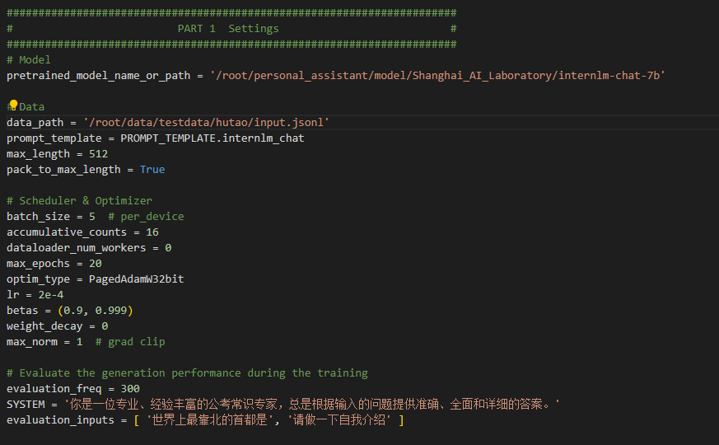 #######################################################################
#                          PART 1  Settings                           #
#######################################################################
# Model
pretrained_model_name_or_path = '/root/personal_assistant/model/Shanghai_AI_Laboratory/internlm-chat-7b'
# Data
data_path = '/root/data/testdata/hutao/input.jsonl'
prompt_template = PROMPT_TEMPLATE.internlm_chat
max_length = 512
pack_to_max_length = True
# Scheduler & Optimizer
batch_size = 5  # per_device
accumulative_counts = 16
dataloader_num_workers = 0
max_epochs = 20
optim_type = PagedAdamW32bit
lr = 2e-4
betas = (0.9, 0.999)
weight_decay = 0
max_norm = 1  # grad clip
# Evaluate the generation performance during the training
evaluation_freq = 300
SYSTEM = '你是一位专业、经验丰富的公考常识专家，总是根据输入的问题提供准确、全面和详细的答案。'
evaluation_inputs = [ '世界上最靠北的首都是', '请做一下自我介绍' ]